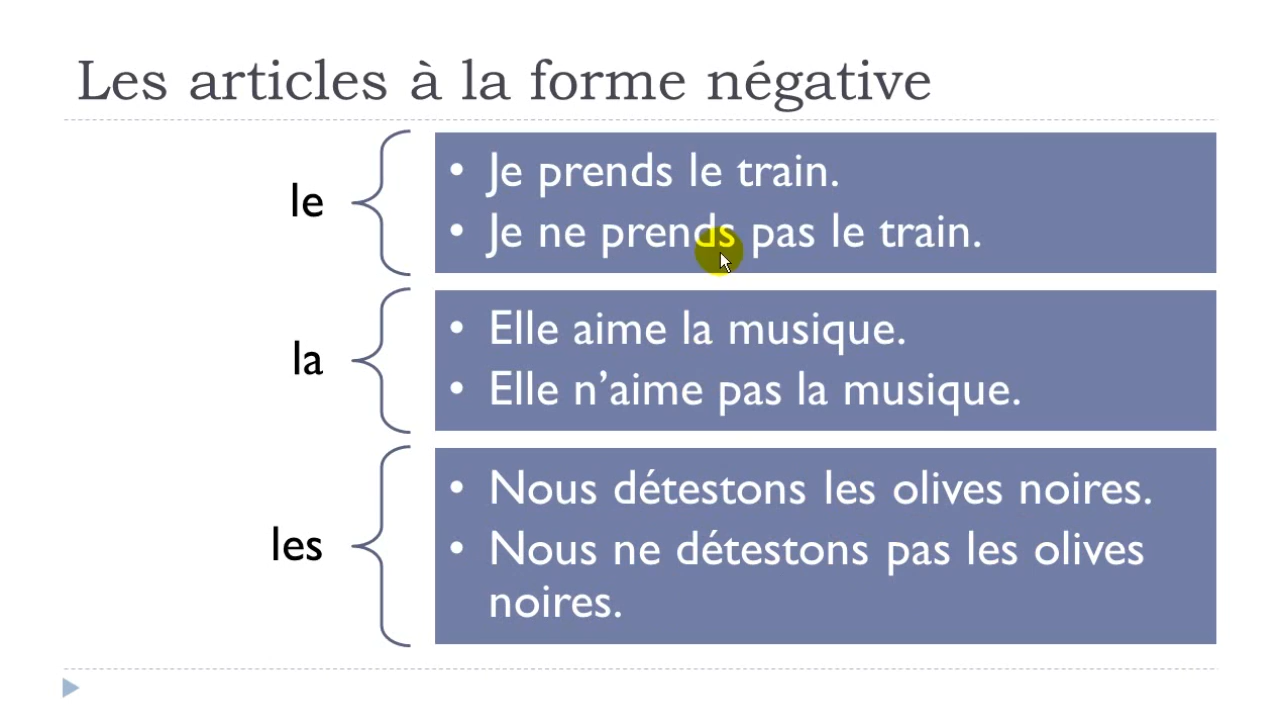 Les articles à la forme négative
le
• Je prends le train.
• Je ne prends pas le train.
la
• Elle aime la musique.
• Elle n’aime pas la musique.
les
• Nous détestons les olives noires.
• Nous ne détestons pas les olives
noires.